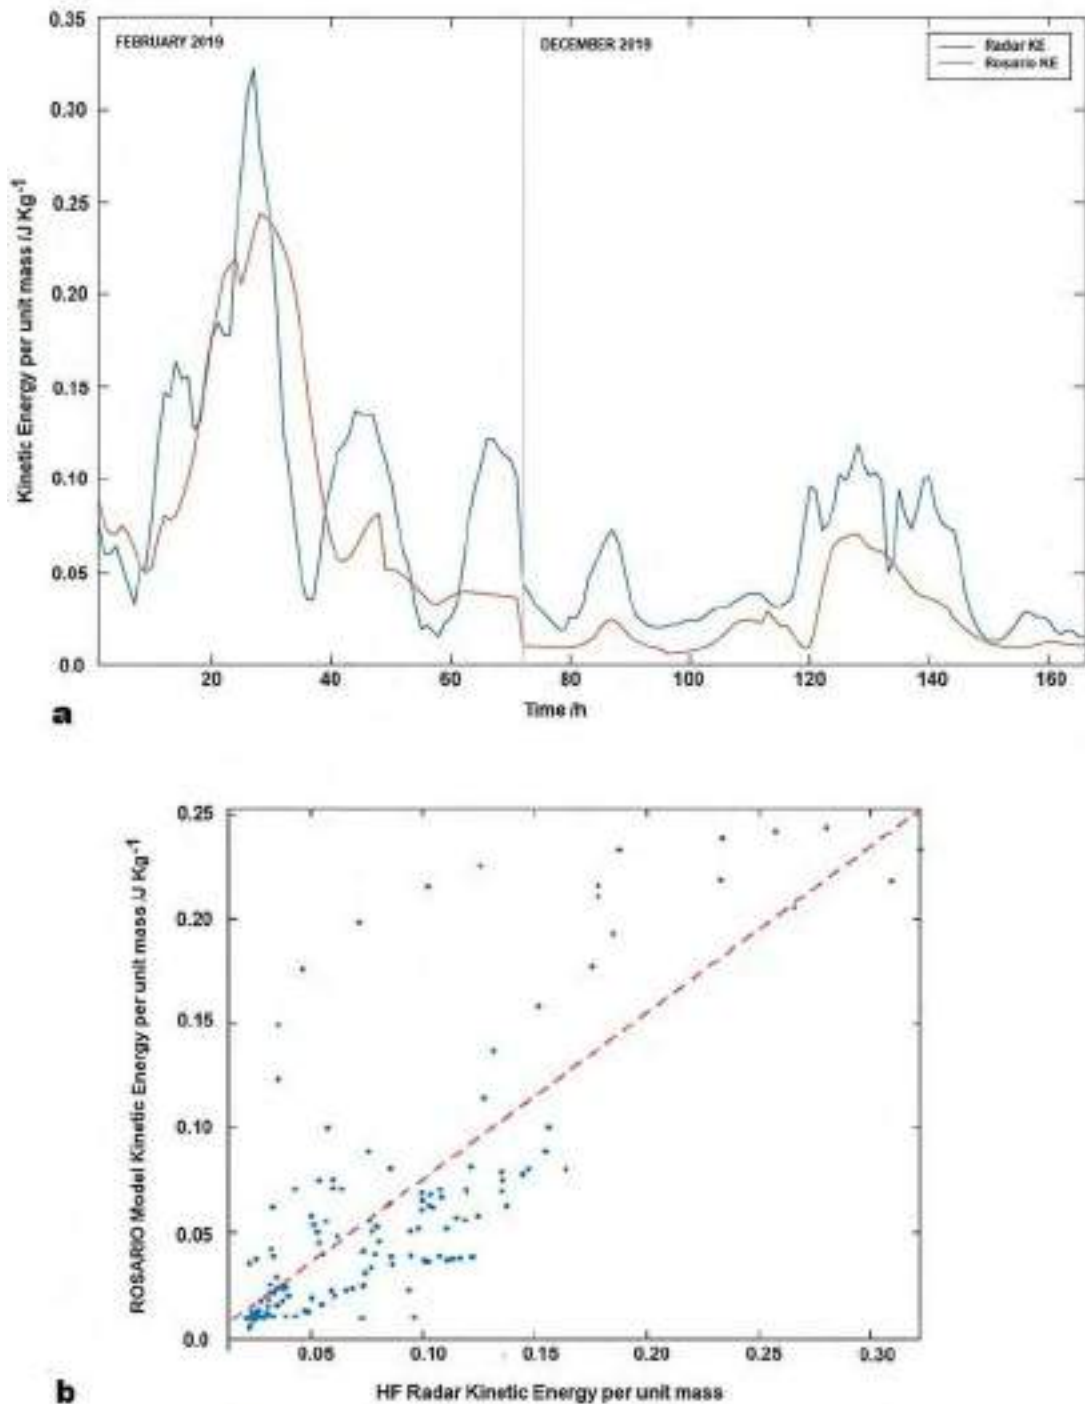 0.35
FEBRUARY 2019
DECEMBER 2019
Radar KE
Rosario KE
0.30
0.25
0.20
0.15
0.10
0.05
0.0
Kinetic Energy per unit mass /J Kg-1
20 40 60 80 100 120 140 160
Time /h
a
0.25
0.20
0.15
0.10
0.05
0.0
ROSARIO Model Kinetic Energy per unit mass /J Kg-1
0.05 0.10 0.15 0.20 0.25 0.30
HF Radar Kinetic Energy per unit mass
b